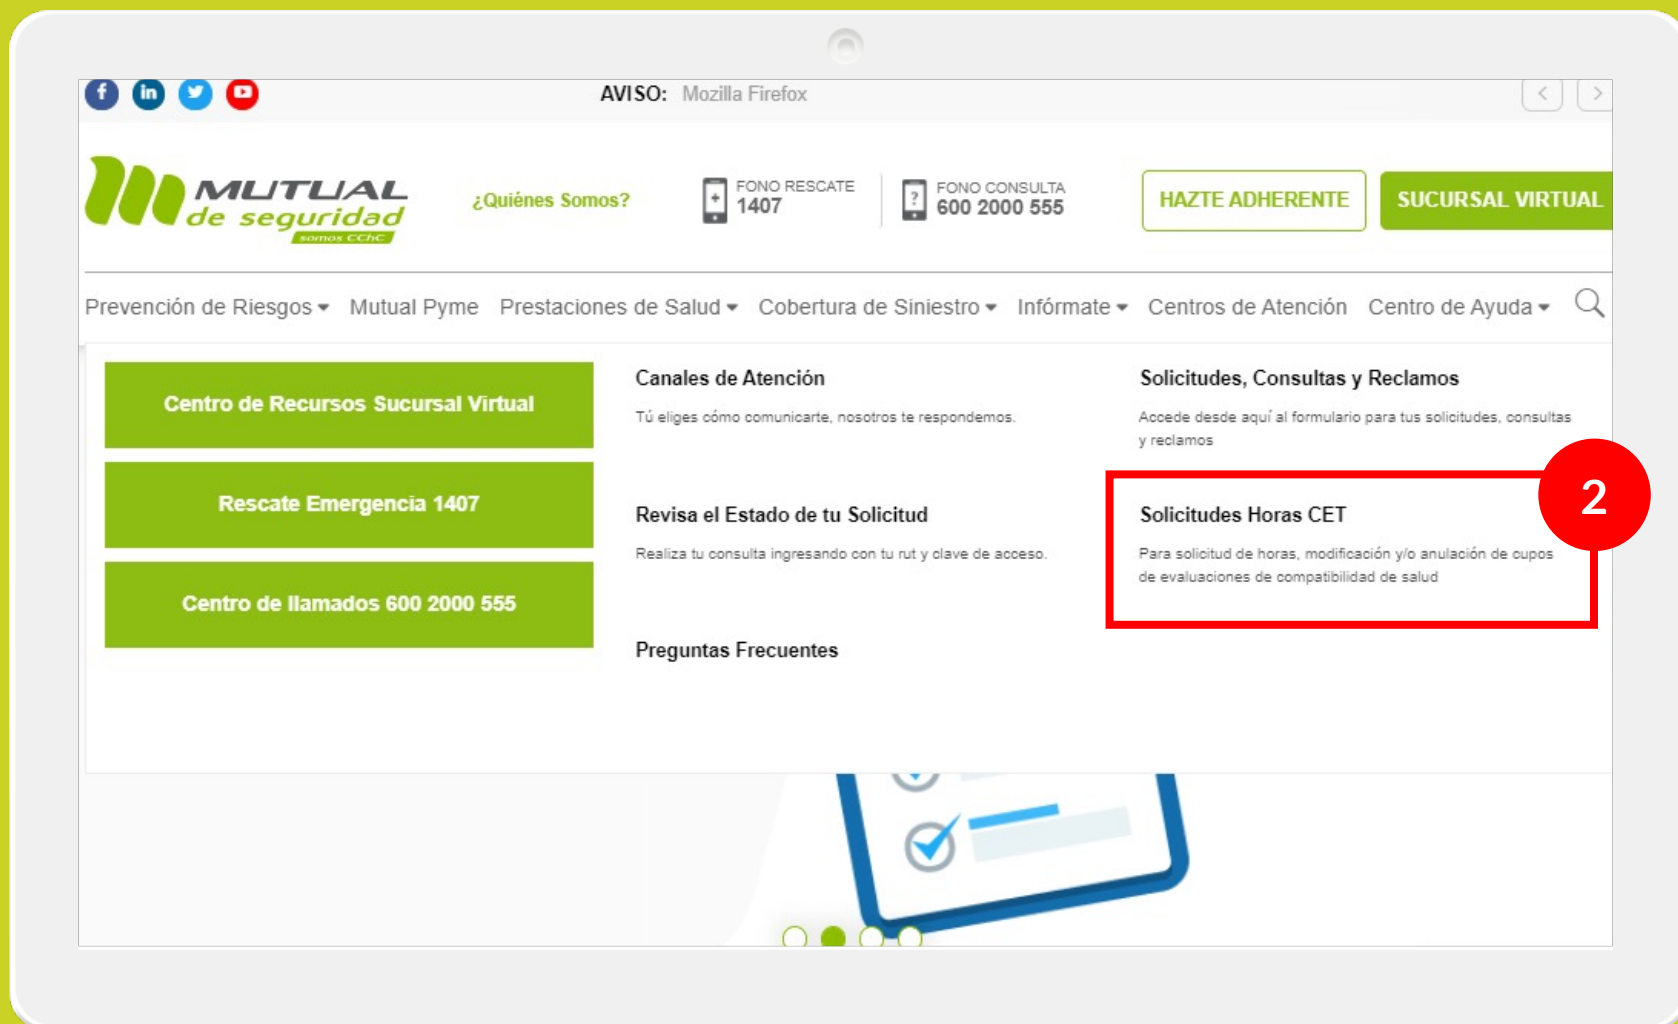 AVISO: Mozilla Firefox
MUTUAL
de seguridad
somos CChC
¿Quiénes Somos?
FONO RESCATE
1407
FONO CONSULTA
600 2000 555
HAZTE ADHERENTE
SUCURSAL VIRTUAL
Prevención de Riesgos Mutual Pyme Prestaciones de Salud Cobertura de Siniestro Infórmate Centros de Atención Centro de Ayuda
Centro de Recursos Sucursal Virtual
Rescate Emergencia 1407
Centro de llamados 600 2000 555
Canales de Atención
Tú eliges cómo comunicarte, nosotros te respondemos.
Revisa el Estado de tu Solicitud
Realiza tu consulta ingresando con tu rut y clave de acceso.
Preguntas Frecuentes
Solicitudes, Consultas y Reclamos
Accede desde aquí al formulario para tus solicitudes, consultas
y reclamos
2
Solicitudes Horas CET
Para solicitud de horas, modificación y/o anulación de cupos
de evaluaciones de compatibilidad de salud